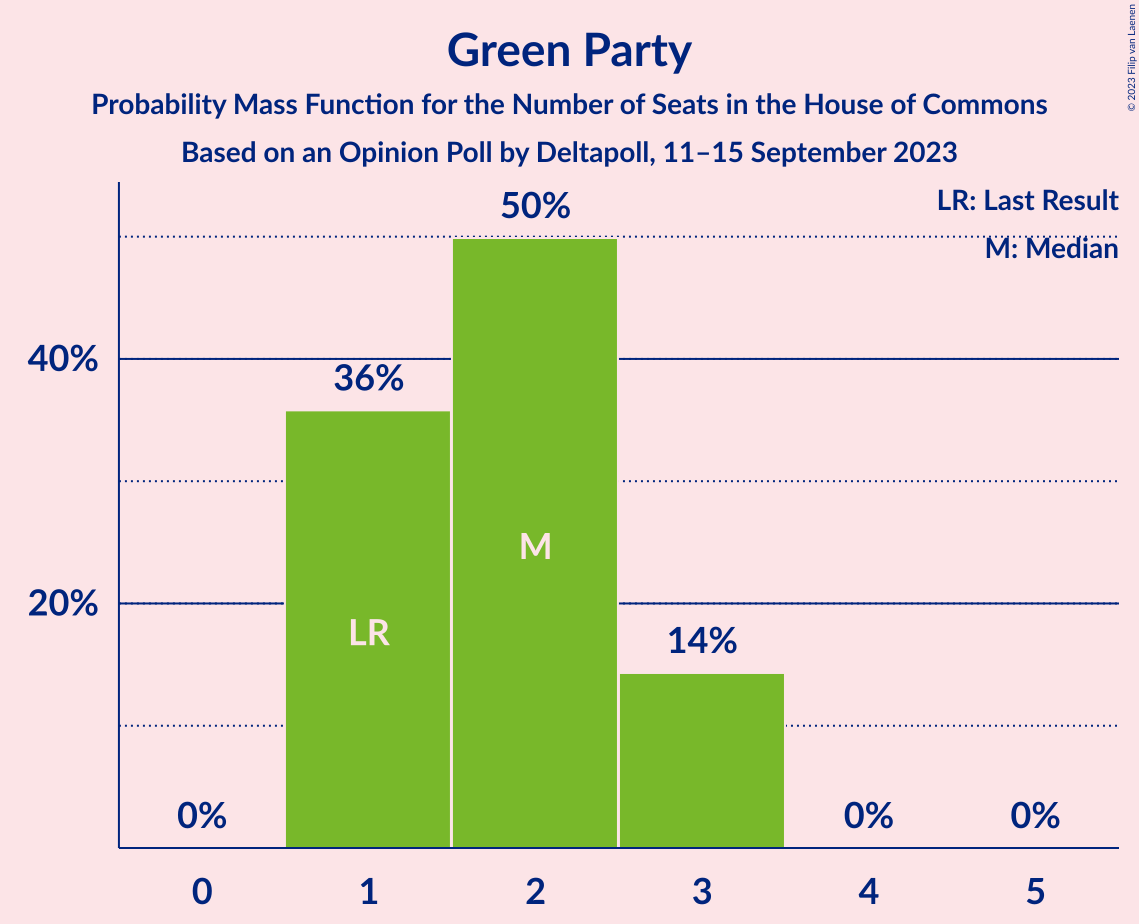 Green Party
Probability Mass Function for the Number of Seats in the House of Commons
Based on an Opinion Poll by Deltapoll, 11–15 September 2023
© 2023 Filip van Laenen
LR: Last Result
M: Median
50%
40%
36%
M
20%
LR
14%
0%
0%
0%
0
1
2
3
4
5